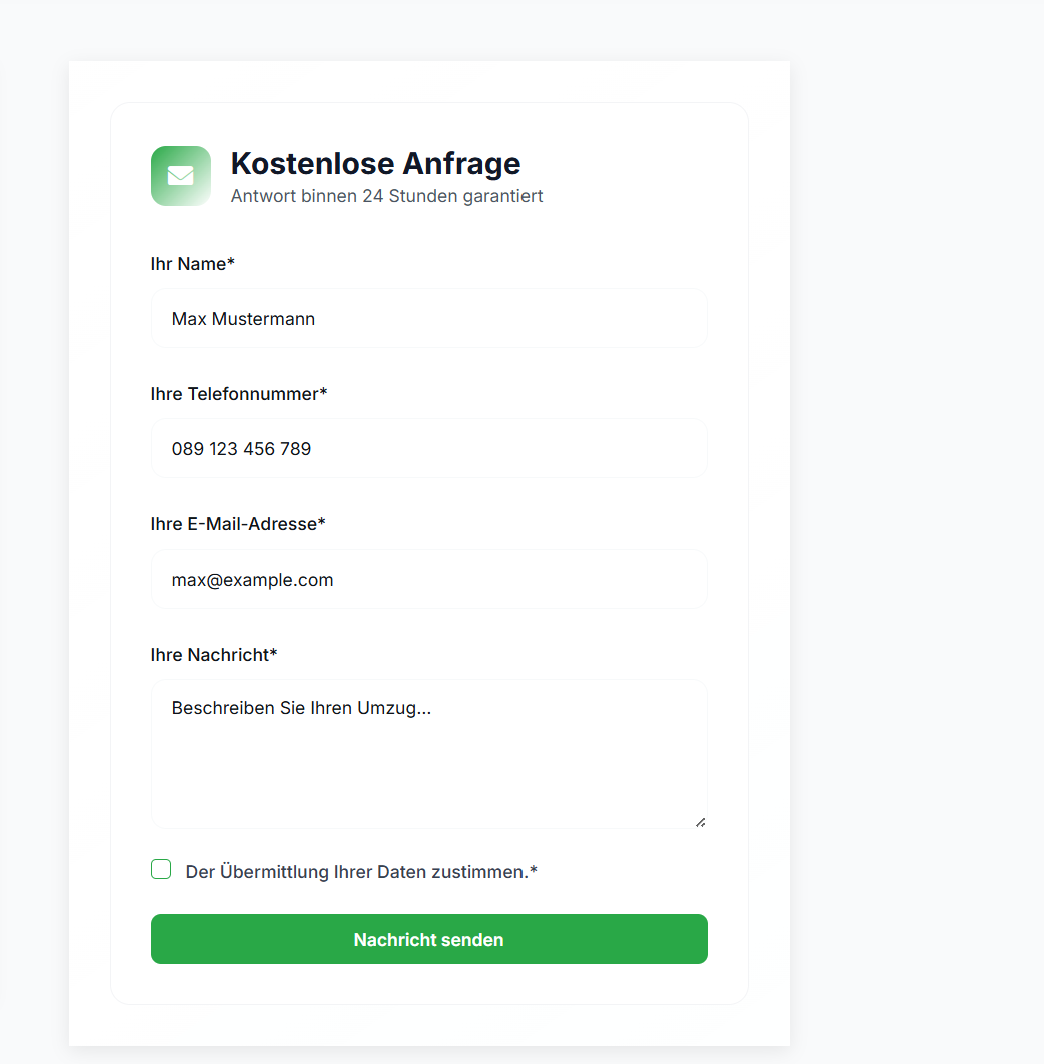 Kostenlose Anfrage
Antwort binnen 24 Stunden garantiert
Ihr Name*
Max Mustermann
Ihre Telefonnummer*
089 123 456 789
Ihre E-Mail-Adresse*
max@example.com
Ihre Nachricht*
Beschreiben Sie Ihren Umzug...
Der Übermittlung Ihrer Daten zustimmen.*
Nachricht senden